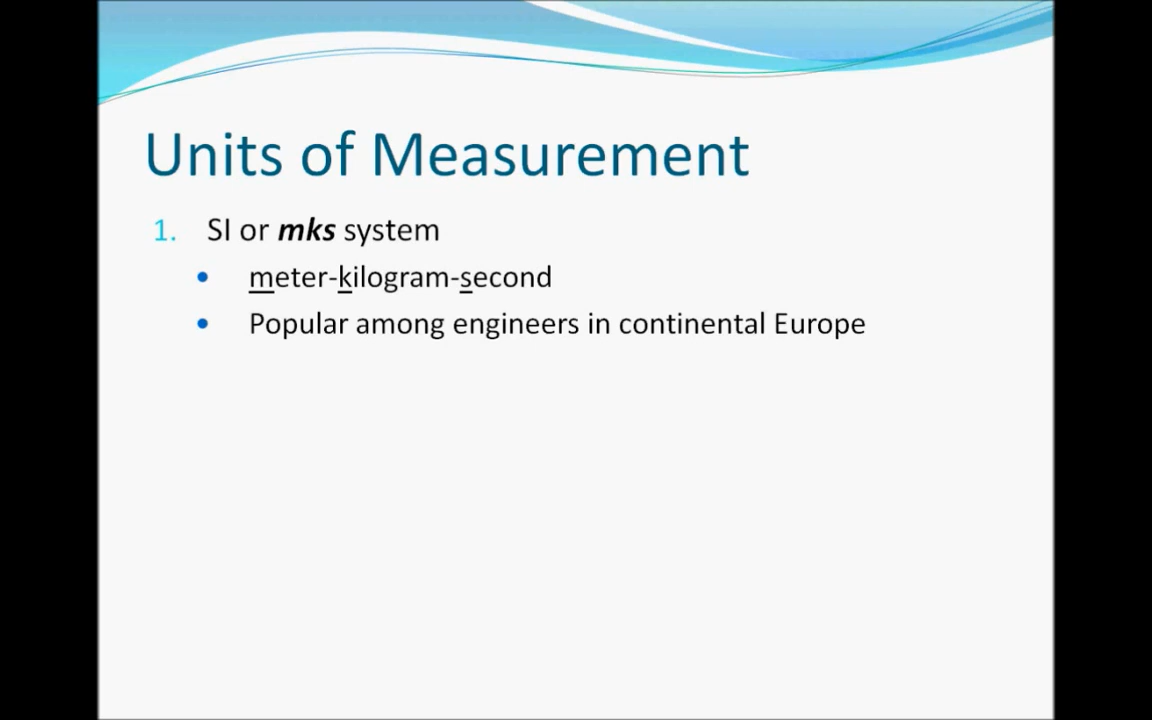 Units of Measurement
1. SI or mks system
• meter-kilogram-second
• Popular among engineers in continental Europe